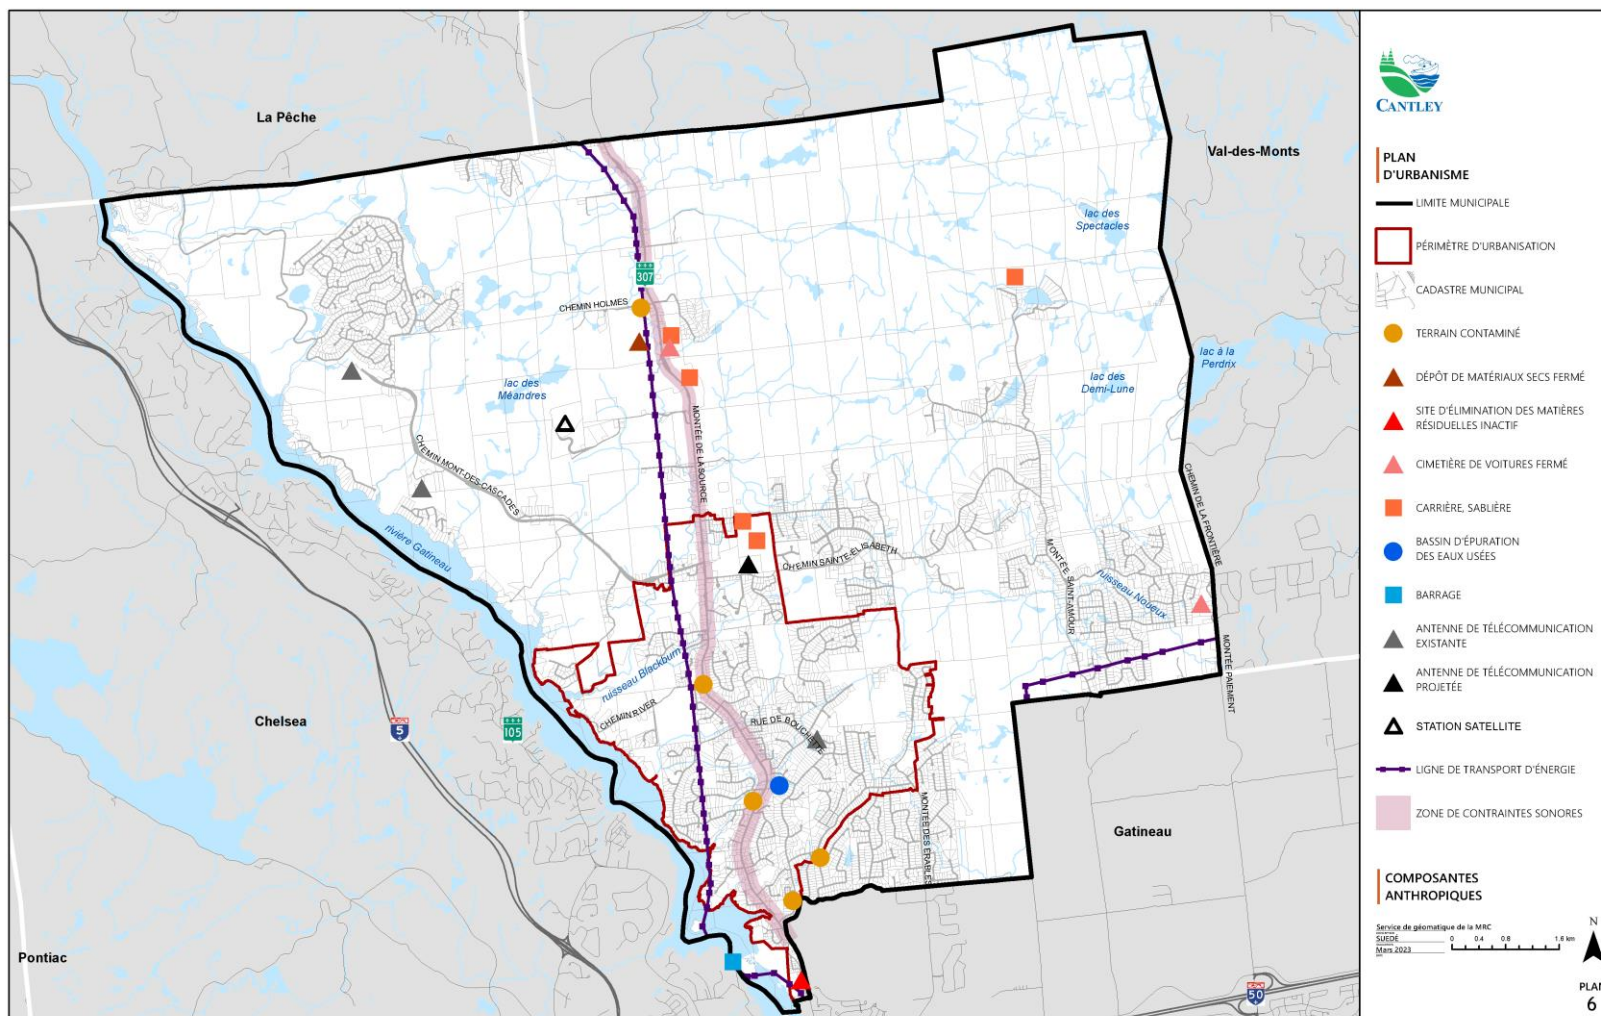 La Pêche
Val-des-Monts
lac des
Spectacles
307
CHEMIN HOLMES
lac des
Méandres
lac à la
Perdrix
lac des
Demi-Lune
MONTÉE DE LA SOURCE
CHEMIN MONT-DES-CASCADES
CHEMIN DE LA FRONTIÈRE
rivière Gatineau
CHEMIN SAINTE-ELISABETH
MONTÉE SAINT-AMOUR
ruisseau Noueux
ruisseau Blackburn
MONTÉE PAIEMENT
CHEMIN RIVER
RUE DE BOUCHETTE
Chelsea
5
105
MONTÉE DES ÉRABLES
Gatineau
Pontiac
50
CANTLEY
PLAN
D'URBANISME
LIMITE MUNICIPALE
PÉRIMÈTRE D'URBANISATION
CADASTRE MUNICIPAL
TERRAIN CONTAMINÉ
DÉPÔT DE MATÉRIAUX SECS FERMÉ
SITE D'ÉLIMINATION DES MATIÈRES
RÉSIDUELLES INACTIF
CIMETIÈRE DE VOITURES FERMÉ
CARRIÈRE, SABLIÈRE
BASSIN D'ÉPURATION
DES EAUX USÉES
BARRAGE
ANTENNE DE TÉLÉCOMMUNICATION
EXISTANTE
ANTENNE DE TÉLÉCOMMUNICATION
PROJETÉE
STATION SATELLITE
LIGNE DE TRANSPORT D'ÉNERGIE
ZONE DE CONTRAINTES SONORES
COMPOSANTES
ANTHROPIQUES
Service de géomatique de la MRC
SUEDE
Mars 2023
0 0.4 0.8 1.6 km
N
PLAN
6